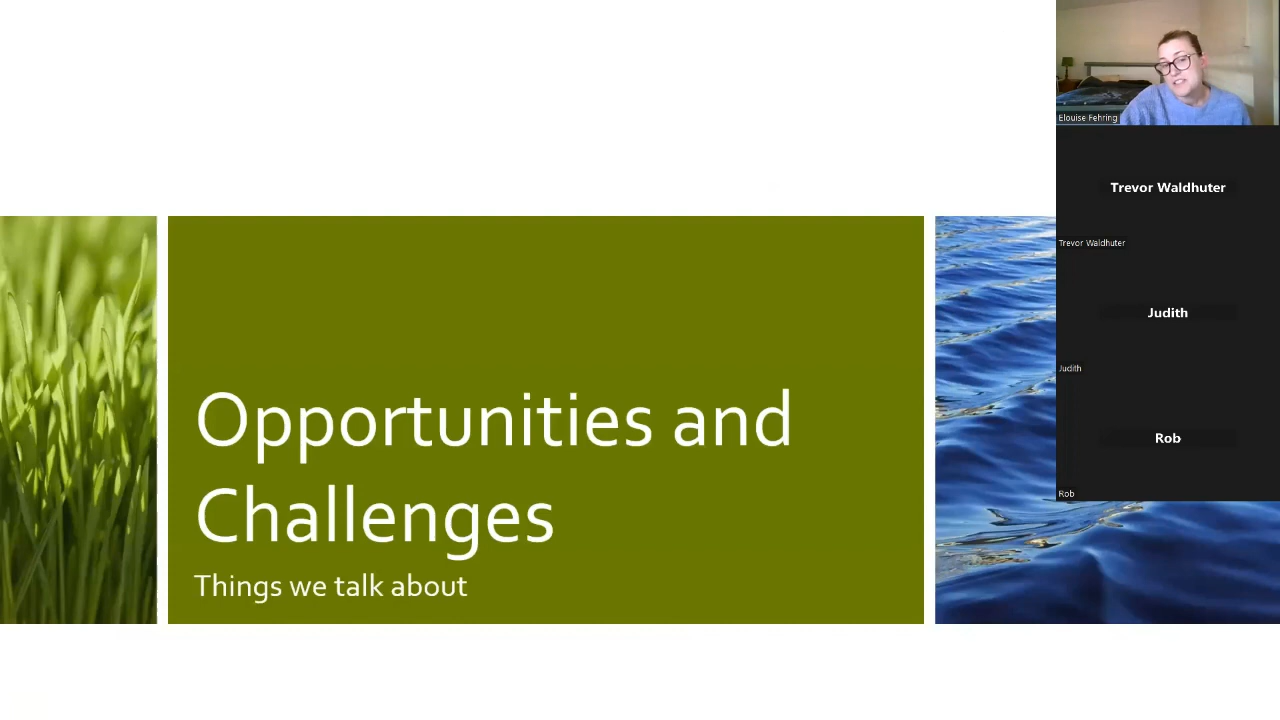 Opportunities and
Challenges
Things we talk about
Elouise Fehring
Trevor Waldhuter
Trevor Waldhuter
Judith
Judith
Rob
Rob